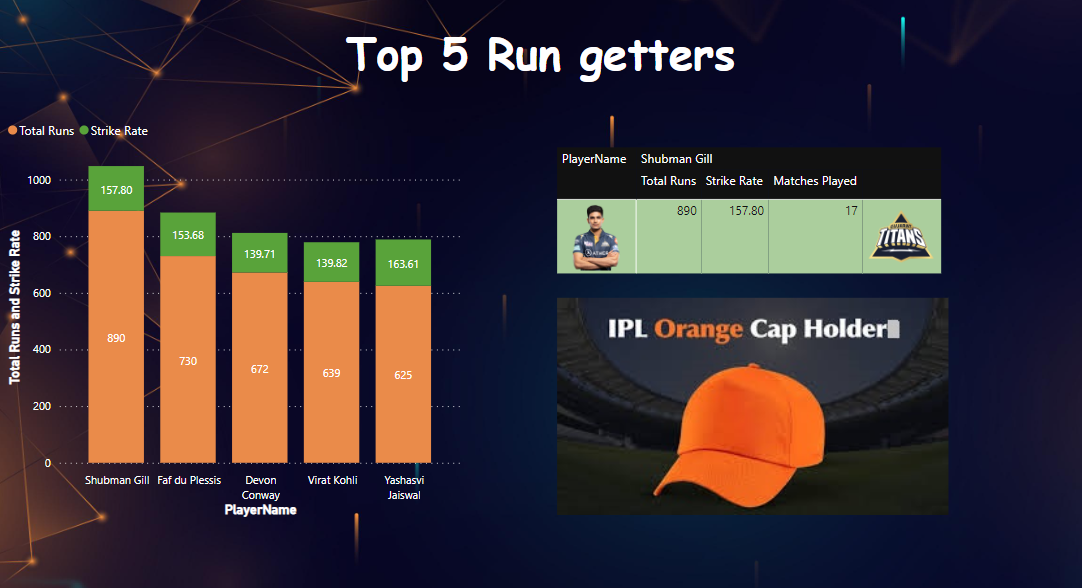 Top 5 Run getters
Total Runs Strike Rate
Total Runs and Strike Rate
1000
800
600
400
200
0
157.80
153.68
139.71
139.82
163.61
890
730
672
639
625
Shubman Gill
Faf du Plessis
Devon
Conway
Virat Kohli
Yashasvi
Jaiswal
PlayerName
PlayerName Shubman Gill
Total Runs Strike Rate Matches Played
890 157.80 17
TITANS
IPL Orange Cap Holder